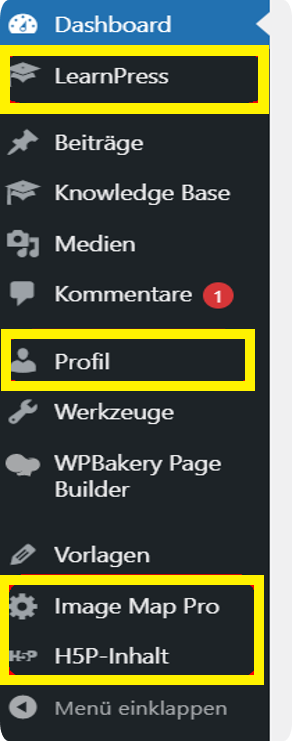 Dashboard
LearnPress
Beiträge
Knowledge Base
Medien
Kommentare 1
Profil
Werkzeuge
WPBakery Page
Builder
Vorlagen
Image Map Pro
H5P H5P-Inhalt
Menü einklappen